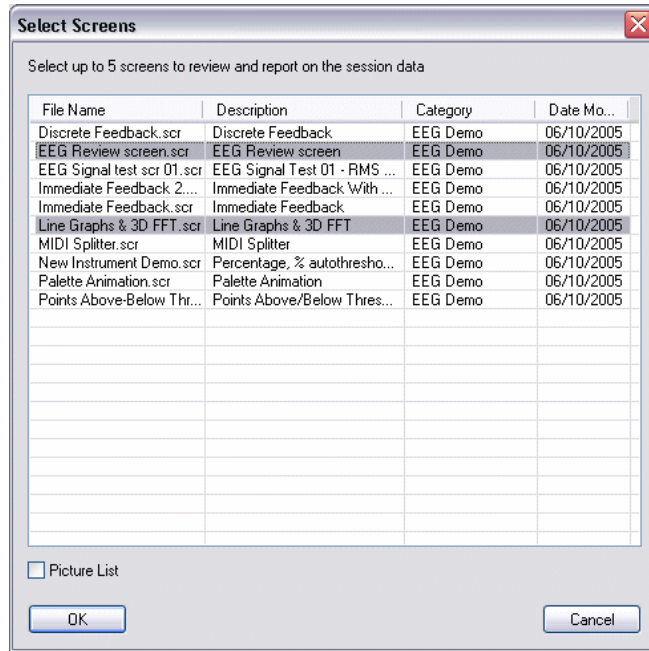 Select Screens
Select up to 5 screens to review and report on the session data
File Name Description Category Date Mo...
Discrete Feedback.scr Discrete Feedback EEG Demo 06/10/2005
EEG Review screen.scr EEG Review screen EEG Demo 06/10/2005
EEG Signal test scr 01.scr EEG Signal Test 01 - RMS ... EEG Demo 06/10/2005
Immediate Feedback 2.... Immediate Feedback With ... EEG Demo 06/10/2005
Immediate Feedback.scr Immediate Feedback EEG Demo 06/10/2005
Line Graphs & 3D FFT.scr Line Graphs & 3D FFT EEG Demo 06/10/2005
MIDI Splitter.scr MIDI Splitter EEG Demo 06/10/2005
New Instrument Demo.scr Percentage, % autothresho... EEG Demo 06/10/2005
Palette Animation.scr Palette Animation EEG Demo 06/10/2005
Points Above-Below Thr... Points Above/Below Thres... EEG Demo 06/10/2005
Picture List
OK Cancel